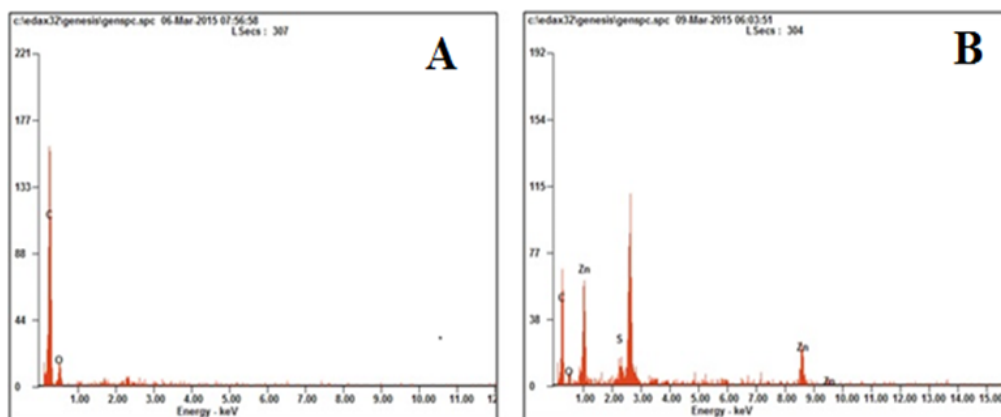 c:\edax32\genesis\genspc.spc 06-Mar-2015 07:56:58
LSecs : 307
A
221
177
133
88
44
0
C
O
1.00 2.00 3.00 4.00 5.00 6.00 7.00 8.00 9.00 10.00 11.00 12
Energy - keV
c:\edax32\genesis\genspc.spc 09-Mar-2015 06:03:51
LSecs : 304
B
192
154
115
77
38
0
C
O
Zn
S
Zn
Zn
1.00 2.00 3.00 4.00 5.00 6.00 7.00 8.00 9.00 10.00 11.00 12.00 13.00 14.00 15.00
Energy - keV